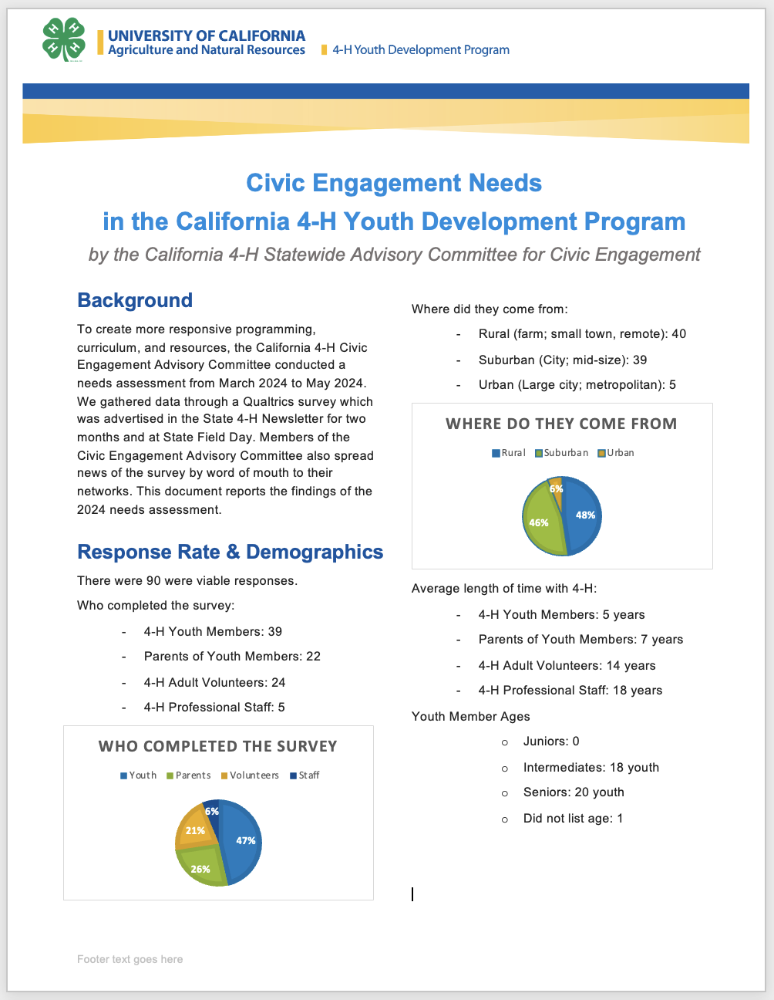 H H
H H
UNIVERSITY OF CALIFORNIA
Agriculture and Natural Resources
4-H Youth Development Program
Civic Engagement Needs
in the California 4-H Youth Development Program
by the California 4-H Statewide Advisory Committee for Civic Engagement
Background
To create more responsive programming,
curriculum, and resources, the California 4-H Civic
Engagement Advisory Committee conducted a
needs assessment from March 2024 to May 2024.
We gathered data through a Qualtrics survey which
was advertised in the State 4-H Newsletter for two
months and at State Field Day. Members of the
Civic Engagement Advisory Committee also spread
news of the survey by word of mouth to their
networks. This document reports the findings of the
2024 needs assessment.
Response Rate & Demographics
There were 90 were viable responses.
Who completed the survey:
- 4-H Youth Members: 39
- Parents of Youth Members: 22
- 4-H Adult Volunteers: 24
- 4-H Professional Staff: 5
WHO COMPLETED THE SURVEY
Youth Parents Volunteers Staff
6%
21%
47%
26%
Where did they come from:
- Rural (farm; small town, remote): 40
- Suburban (City; mid-size): 39
- Urban (Large city; metropolitan): 5
WHERE DO THEY COME FROM
Rural Suburban Urban
6%
48%
46%
Average length of time with 4-H:
- 4-H Youth Members: 5 years
- Parents of Youth Members: 7 years
- 4-H Adult Volunteers: 14 years
- 4-H Professional Staff: 18 years
Youth Member Ages
o Juniors: 0
o Intermediates: 18 youth
o Seniors: 20 youth
o Did not list age: 1
Footer text goes here